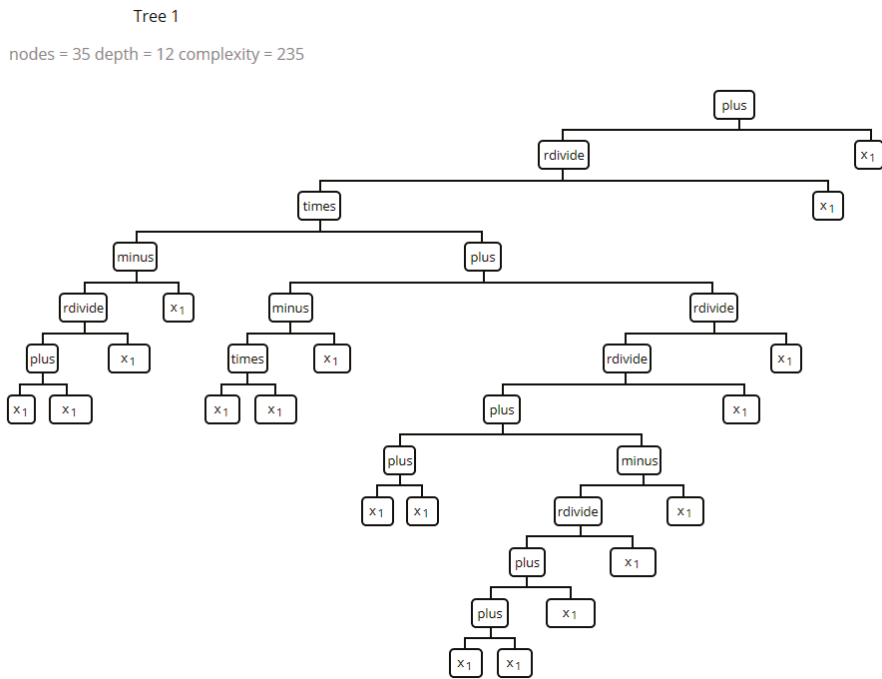 Tree 1
nodes = 35 depth = 12 complexity = 235
plus
rdivide x1
times x1
minus plus
rdivide x1 minus rdivide
plus x1 times x1 rdivide x1
x1 x1 x1 x1 plus x1
plus minus
x1 x1 rdivide x1
plus x1
plus x1
x1 x1